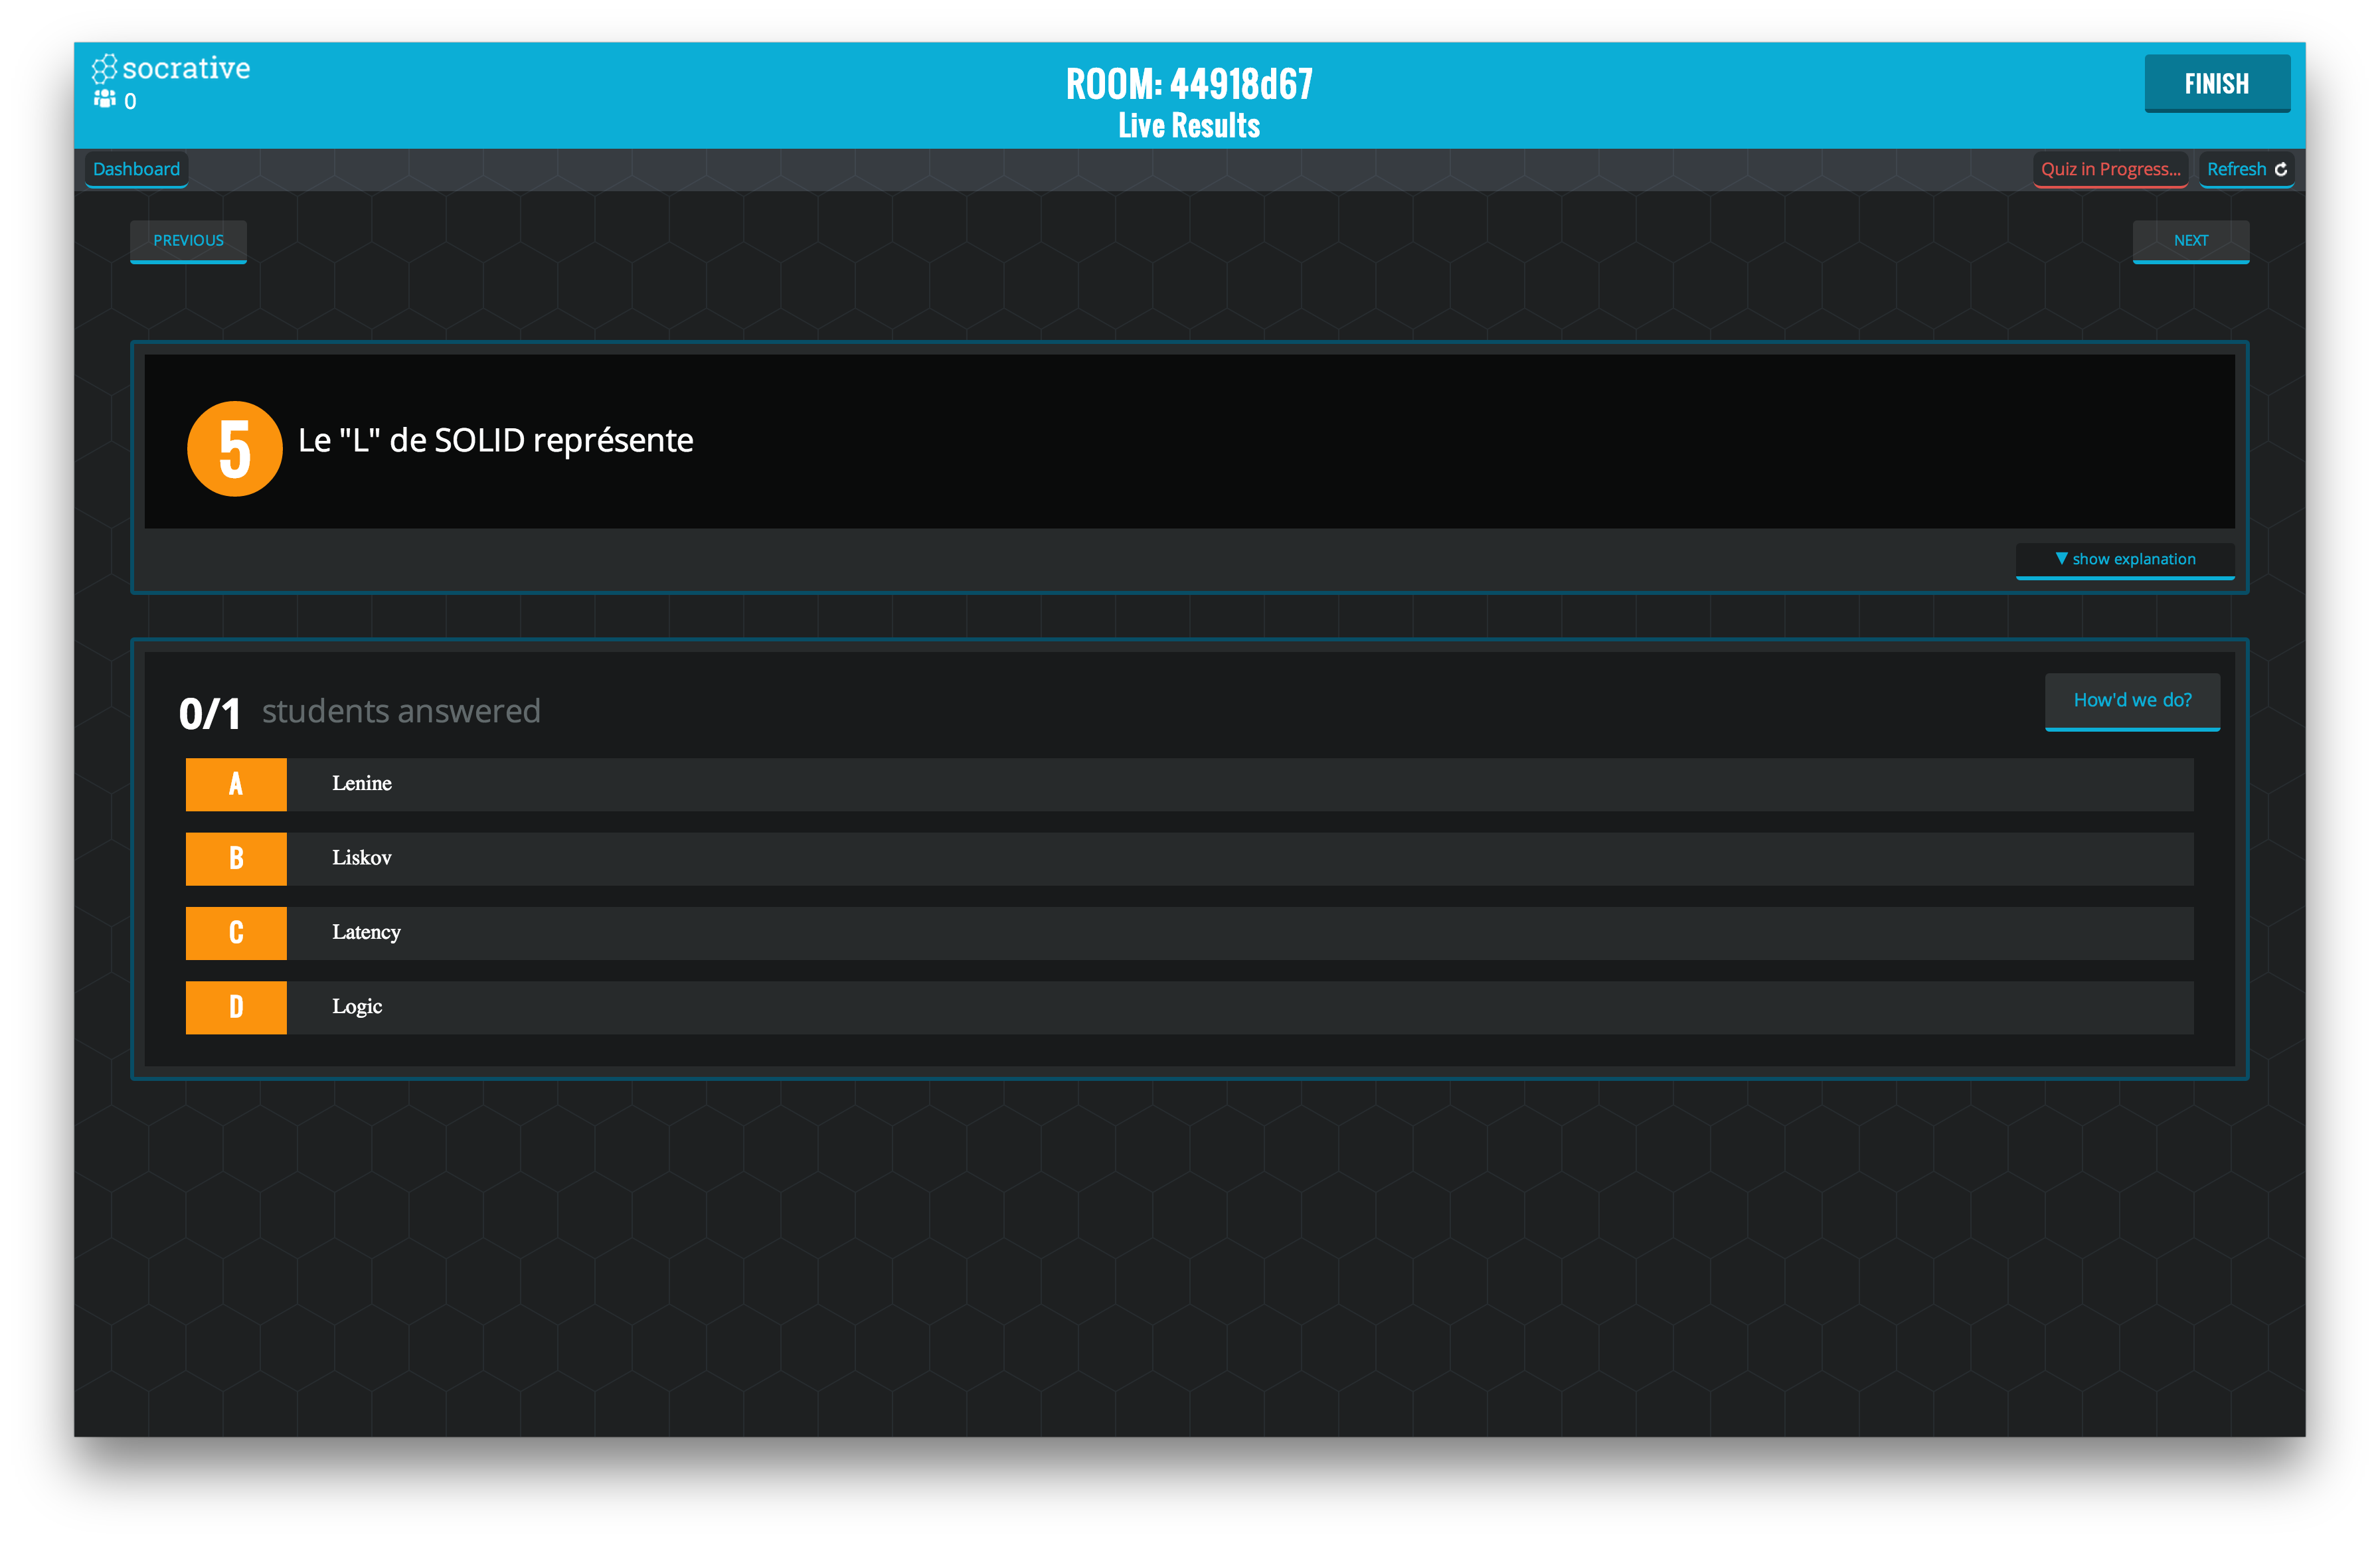 socrative
0
ROOM: 44918d67
Live Results
FINISH
Dashboard
Quiz in Progress...
Refresh
PREVIOUS
NEXT
5
Le "L" de SOLID représente
show explanation
0/1 students answered
How'd we do?
A Lenine
B Liskov
C Latency
D Logic